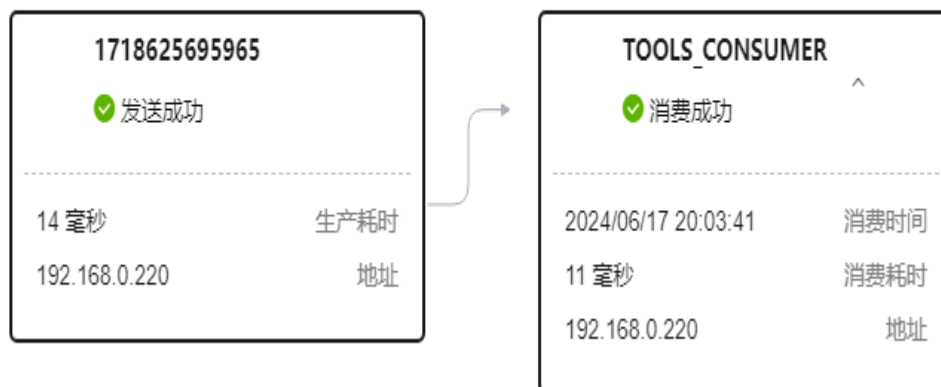 1718625695965
发送成功
14 毫秒 生产耗时
192.168.0.220 地址
TOOLS_CONSUMER
消费成功
2024/06/17 20:03:41 消费时间
11 毫秒 消费耗时
192.168.0.220 地址